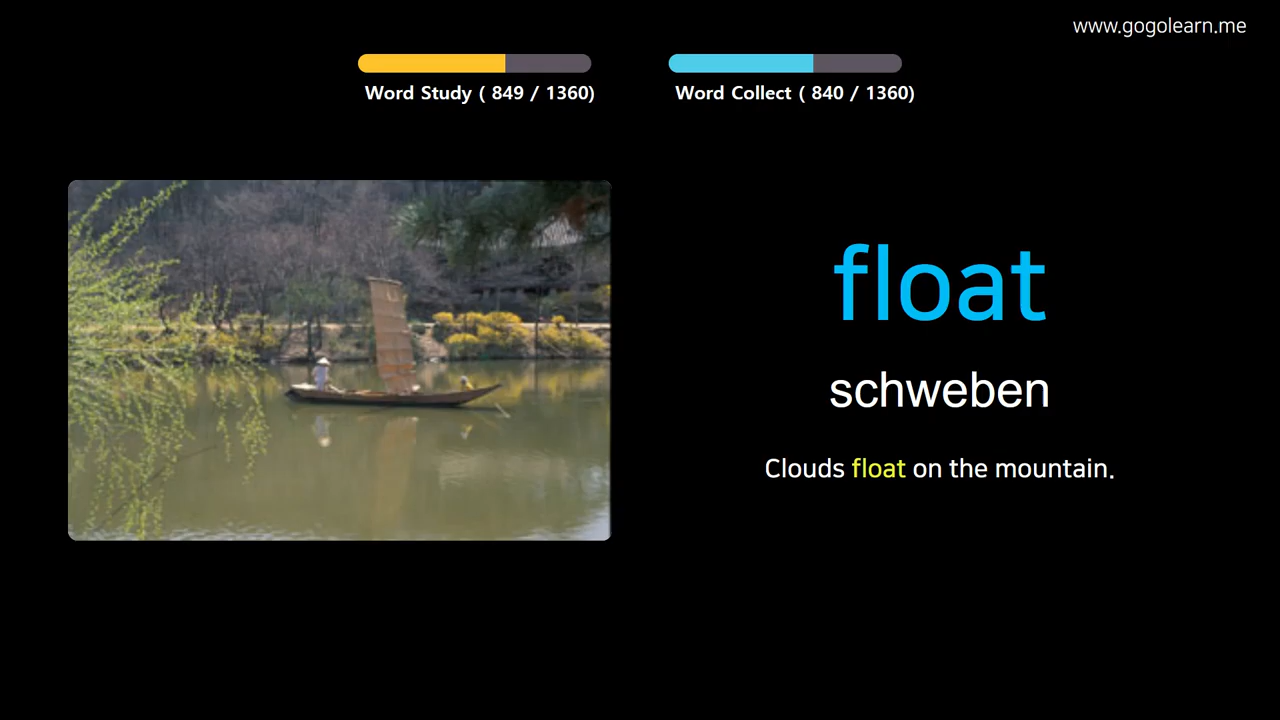 www.gogolearn.me
Word Study ( 849 / 1360)
Word Collect ( 840 / 1360)
float
schweben
Clouds float on the mountain.